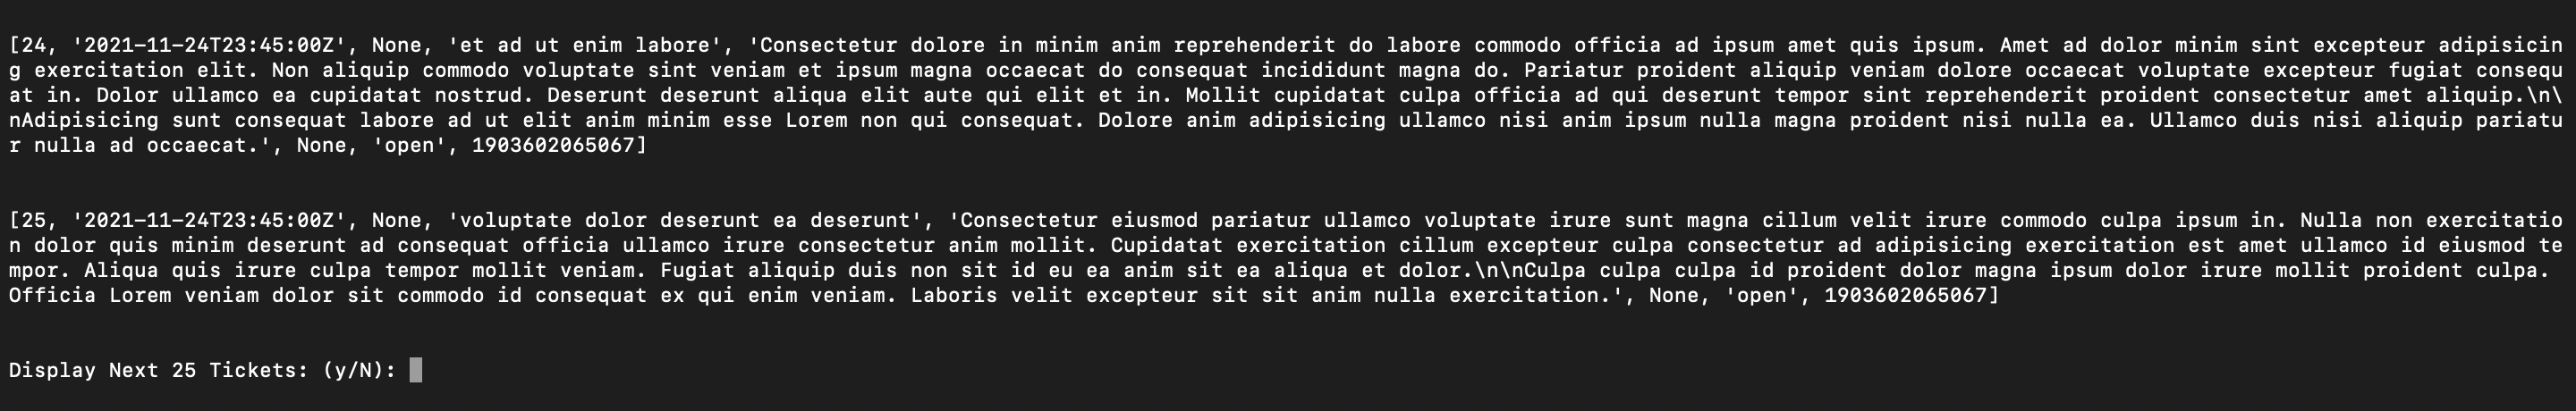 [24, '2021-11-24T23:45:00Z', None, 'et ad ut enim labore', 'Consectetur dolore in minim anim reprehenderit do labore commodo officia ad ipsum amet quis ipsum. Amet ad dolor minim sint excepteur adipisicin
g exercitation elit. Non aliquip commodo voluptate sint veniam et ipsum magna occaecat do consequat incididunt magna do. Pariatur proident aliquip veniam dolore occaecat voluptate excepteur fugiat consequ
at in. Dolor ullamco ea cupidatat nostrud. Deserunt deserunt aliqua elit aute qui elit et in. Mollit cupidatat culpa officia ad qui deserunt tempor sint reprehenderit proident consectetur amet aliquip.\n\
nAdipisicing sunt consequat labore ad ut elit anim minim esse Lorem non qui consequat. Dolore anim adipisicing ullamco nisi anim ipsum nulla magna proident nisi nulla ea. Ullamco duis nisi aliquip pariatu
r nulla ad occaecat.', None, 'open', 1903602065067]
[25, '2021-11-24T23:45:00Z', None, 'voluptate dolor deserunt ea deserunt', 'Consectetur eiusmod pariatur ullamco voluptate irure sunt magna cillum velit irure commodo culpa ipsum in. Nulla non exercitatio
n dolor quis minim deserunt ad consequat officia ullamco irure consectetur anim mollit. Cupidatat exercitation cillum excepteur culpa consectetur ad adipisicing exercitation est amet ullamco id eiusmod te
mpor. Aliqua quis irure culpa tempor mollit veniam. Fugiat aliquip duis non sit id eu ea anim sit ea aliqua et dolor.\n\nCulpa culpa culpa id proident dolor magna ipsum dolor irure mollit proident culpa.
Officia Lorem veniam dolor sit commodo id consequat ex qui enim veniam. Laboris velit excepteur sit sit anim nulla exercitation.', None, 'open', 1903602065067]
Display Next 25 Tickets: (y/N):